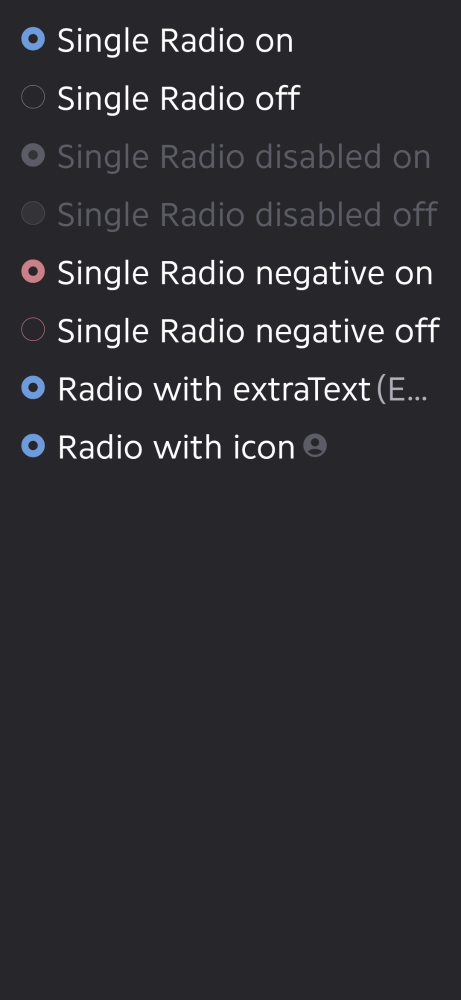 Single Radio on
Single Radio off
Single Radio disabled on
Single Radio disabled off
Single Radio negative on
Single Radio negative off
Radio with extraText (E...
Radio with icon